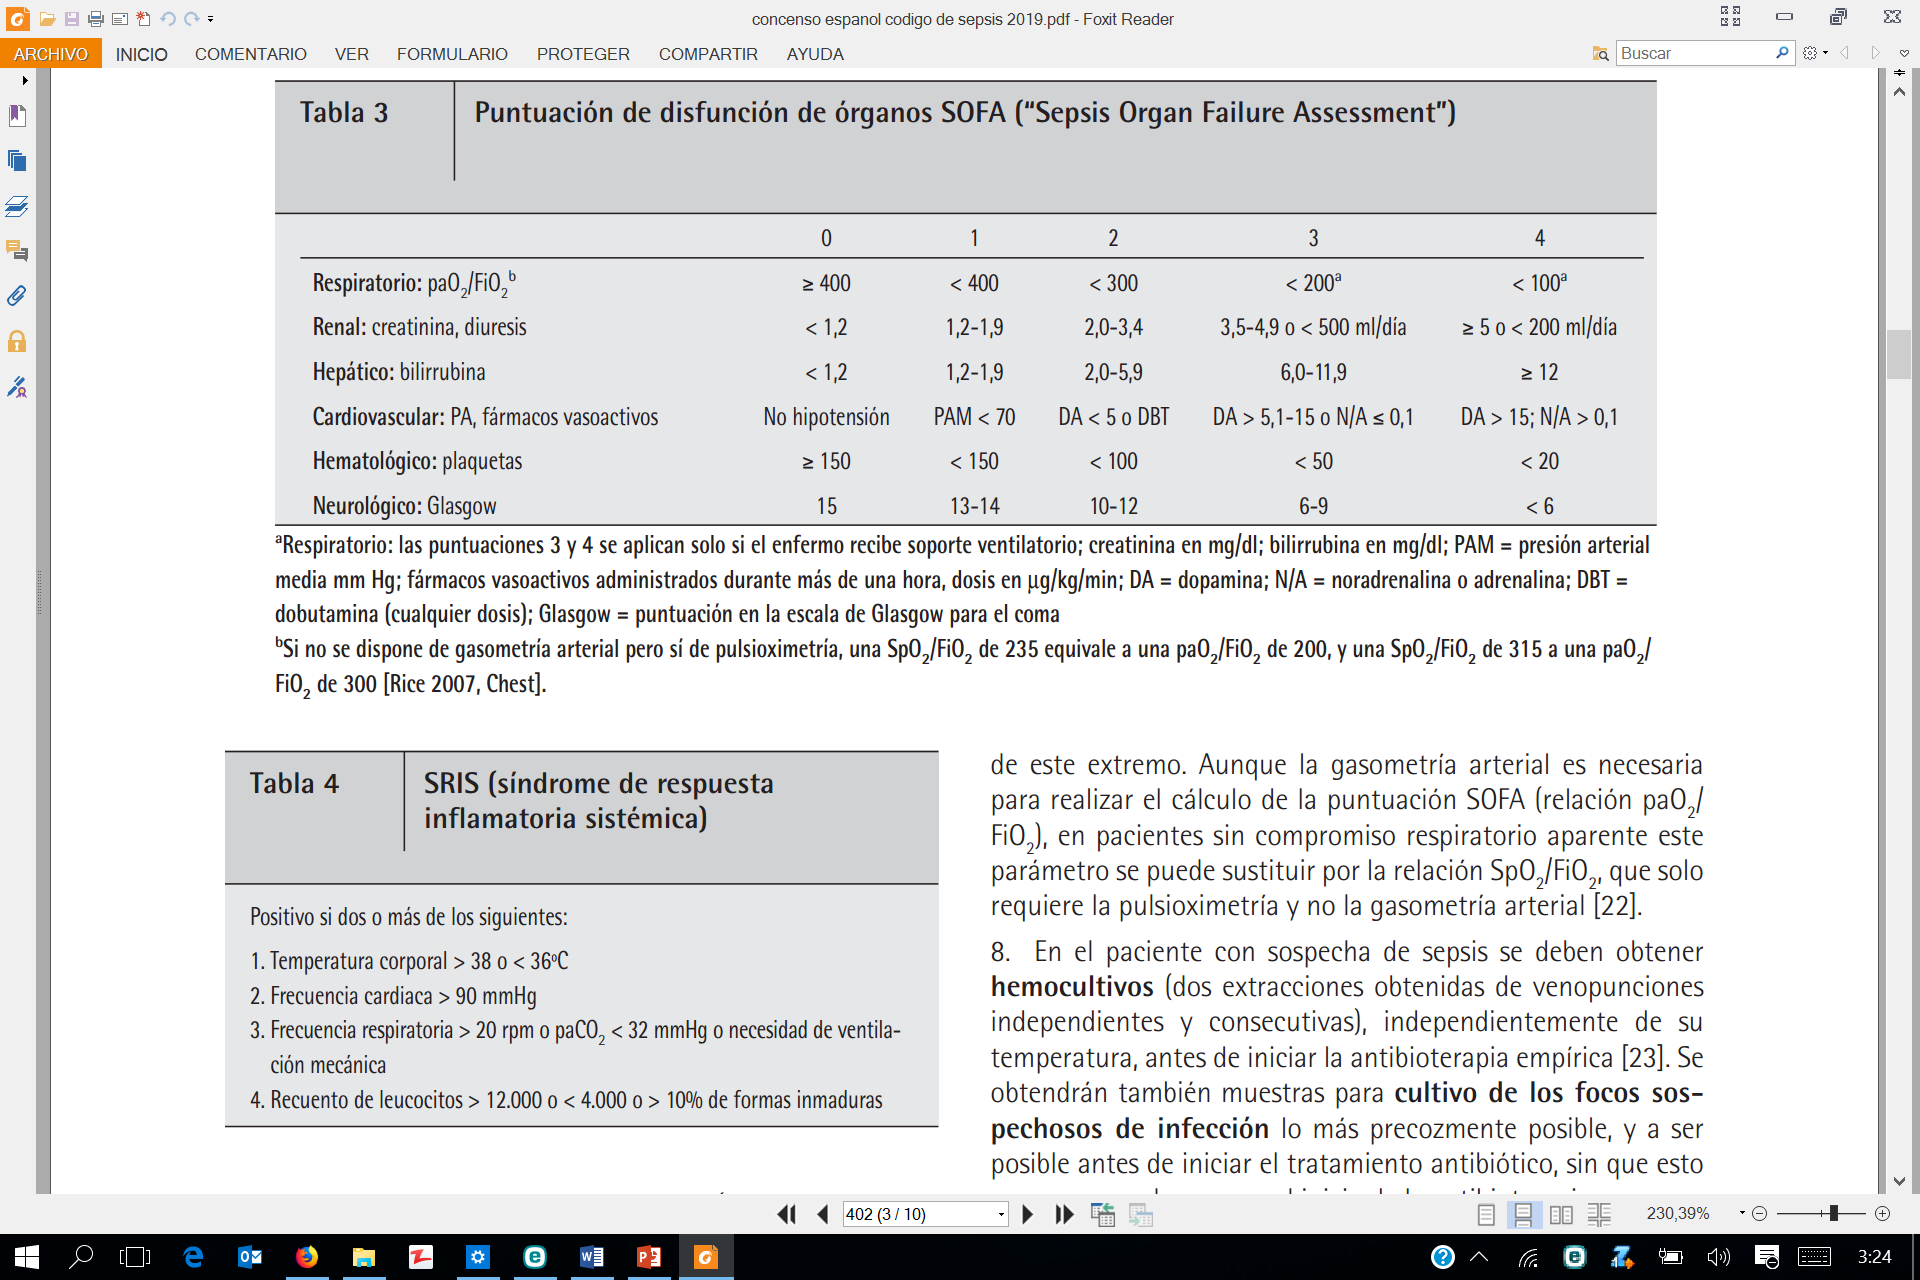 concenso espanol codigo de sepsis 2019.pdf - Foxit Reader
ARCHIVO INICIO COMENTARIO VER FORMULARIO PROTEGER COMPARTIR AYUDA
Buscar
Tabla 3 Puntuación de disfunción de órganos SOFA (“Sepsis Organ Failure Assessment”)
0 1 2 3 4
Respiratorio: paO2/FiO2b ≥ 400 < 400 < 300 < 200a < 100a
Renal: creatinina, diuresis < 1,2 1,2-1,9 2,0-3,4 3,5-4,9 o < 500 ml/día ≥ 5 o < 200 ml/día
Hepático: bilirrubina < 1,2 1,2-1,9 2,0-5,9 6,0-11,9 ≥ 12
Cardiovascular: PA, fármacos vasoactivos No hipotensión PAM < 70 DA < 5 o DBT DA > 5,1-15 o N/A ≤ 0,1 DA > 15; N/A > 0,1
Hematológico: plaquetas ≥ 150 < 150 < 100 < 50 < 20
Neurológico: Glasgow 15 13-14 10-12 6-9 < 6
aRespiratorio: las puntuaciones 3 y 4 se aplican solo si el enfermo recibe soporte ventilatorio; creatinina en mg/dl; bilirrubina en mg/dl; PAM = presión arterial
media mm Hg; fármacos vasoactivos administrados durante más de una hora, dosis en µg/kg/min; DA = dopamina; N/A = noradrenalina o adrenalina; DBT =
dobutamina (cualquier dosis); Glasgow = puntuación en la escala de Glasgow para el coma
bSi no se dispone de gasometría arterial pero sí de pulsioximetría, una SpO2/FiO2 de 235 equivale a una paO2/FiO2 de 200, y una SpO2/FiO2 de 315 a una paO2/
FiO2 de 300 [Rice 2007, Chest].
Tabla 4 SRIS (síndrome de respuesta
inflamatoria sistémica)
Positivo si dos o más de los siguientes:
1. Temperatura corporal > 38 o < 36ºC
2. Frecuencia cardiaca > 90 mmHg
3. Frecuencia respiratoria > 20 rpm o paCO2 < 32 mmHg o necesidad de ventila-
ción mecánica
4. Recuento de leucocitos > 12.000 o < 4.000 o > 10% de formas inmaduras
de este extremo. Aunque la gasometría arterial es necesaria
para realizar el cálculo de la puntuación SOFA (relación paO2/
FiO2), en pacientes sin compromiso respiratorio aparente este
parámetro se puede sustituir por la relación SpO2/FiO2, que solo
requiere la pulsioximetría y no la gasometría arterial [22].
8. En el paciente con sospecha de sepsis se deben obtener
hemocultivos (dos extracciones obtenidas de venopunciones
independientes y consecutivas), independientemente de su
temperatura, antes de iniciar la antibioterapia empírica [23]. Se
obtendrán también muestras para cultivo de los focos sos-
pechosos de infección lo más precozmente posible, y a ser
posible antes de iniciar el tratamiento antibiótico, sin que esto
402 (3 / 10)
230,39%
3:24